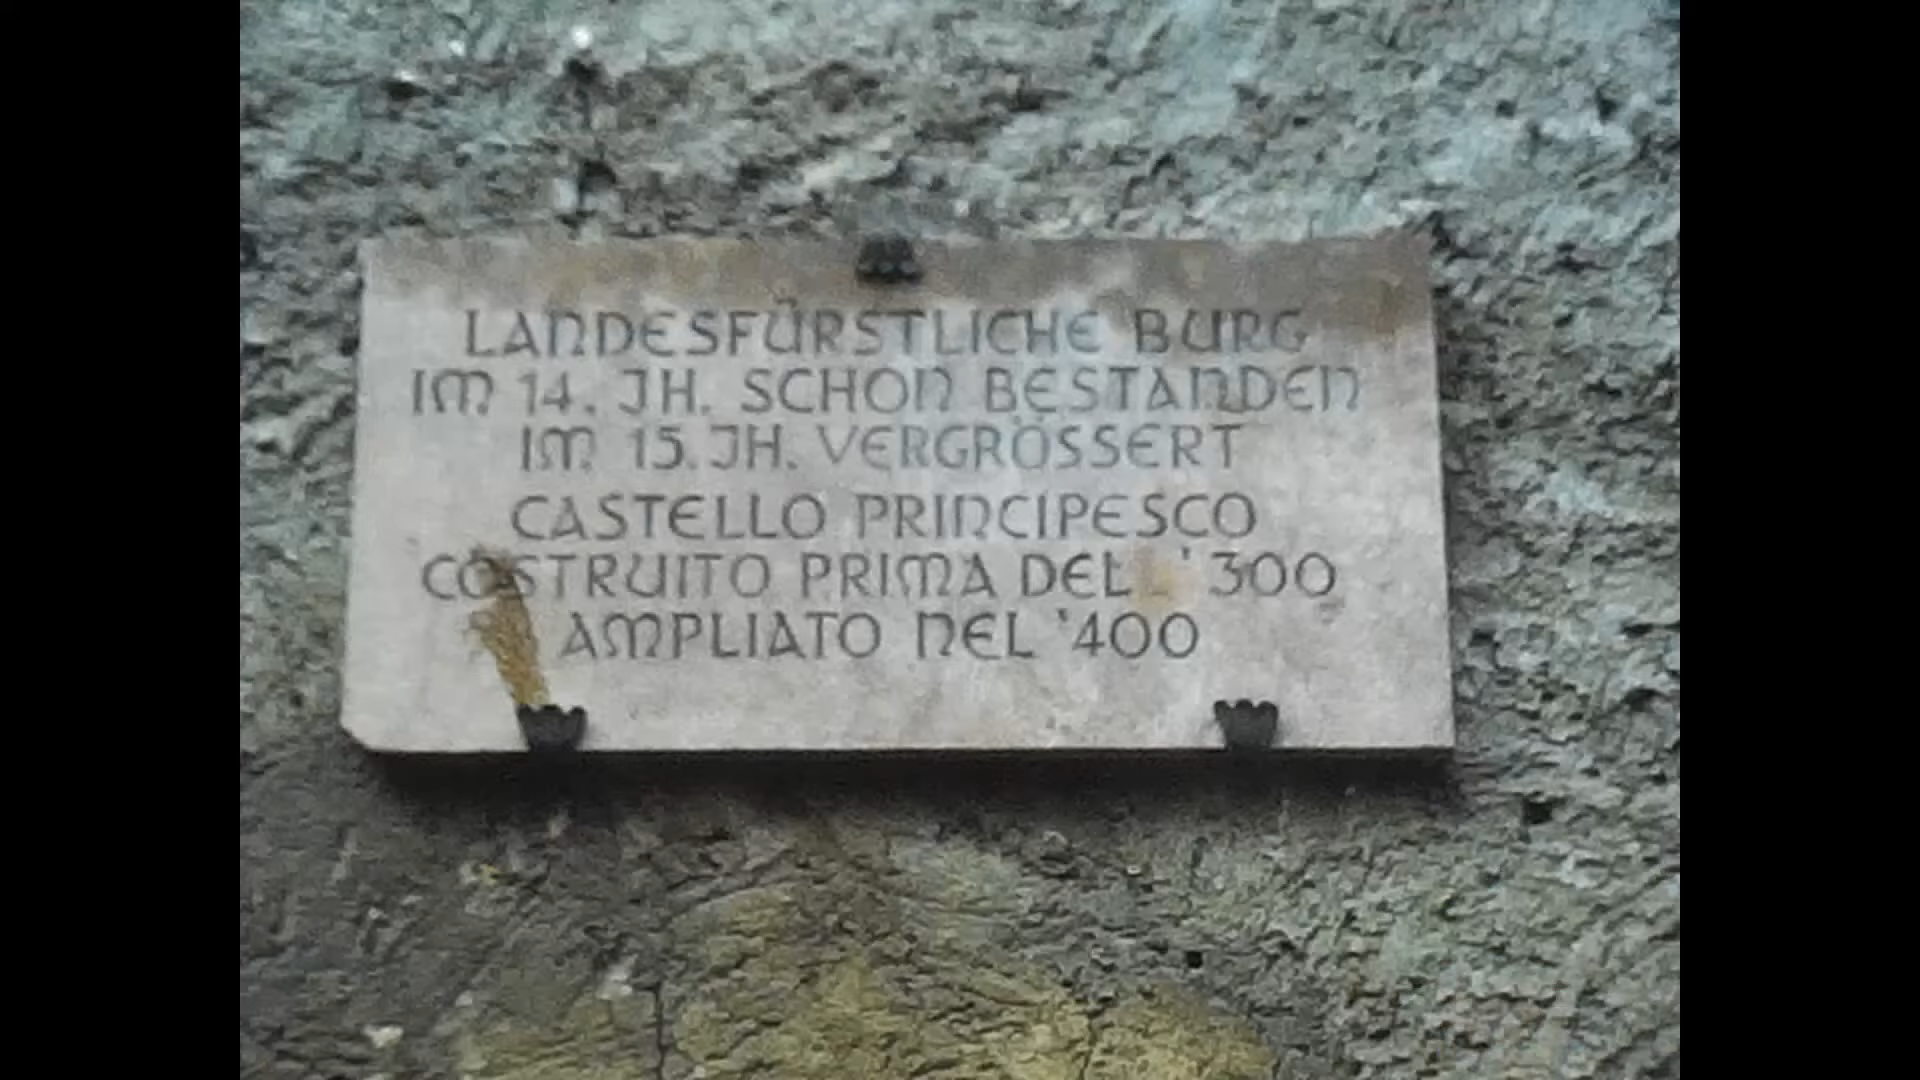 LANDESFÜRSTLICHE BURG
IM 14. JH. SCHON BESTANDEN
IM 15. JH. VERGRÖSSERT
CASTELLO PRINCIPESCO
COSTRUITO PRIMA DEL '300
AMPLIATO NEL '400